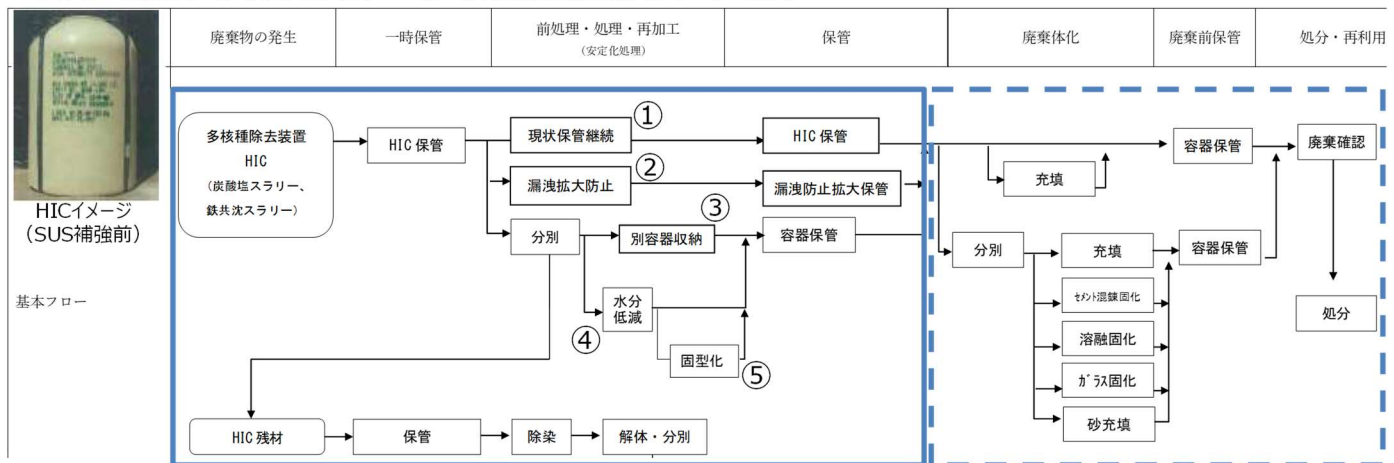 廃棄物の発生
一時保管
前処理・処理・再加工
(安定化処理)
保管
廃棄体化
廃棄前保管
処分・再利用
HICイメージ
（SUS補強前）
基本フロー
多核種除去装置
HIC
(炭酸塩スラリー、
鉄共沈スラリー)
HIC 保管
現状保管継続
①
HIC 保管
漏洩拡大防止
②
漏洩防止拡大保管
分別
別容器収納
③
容器保管
水分
低減
④
固型化
⑤
HIC 残材
保管
除染
解体・分別
充填
容器保管
廃棄確認
分別
充填
容器保管
セメント混錬固化
溶融固化
ガラス固化
砂充填
処分